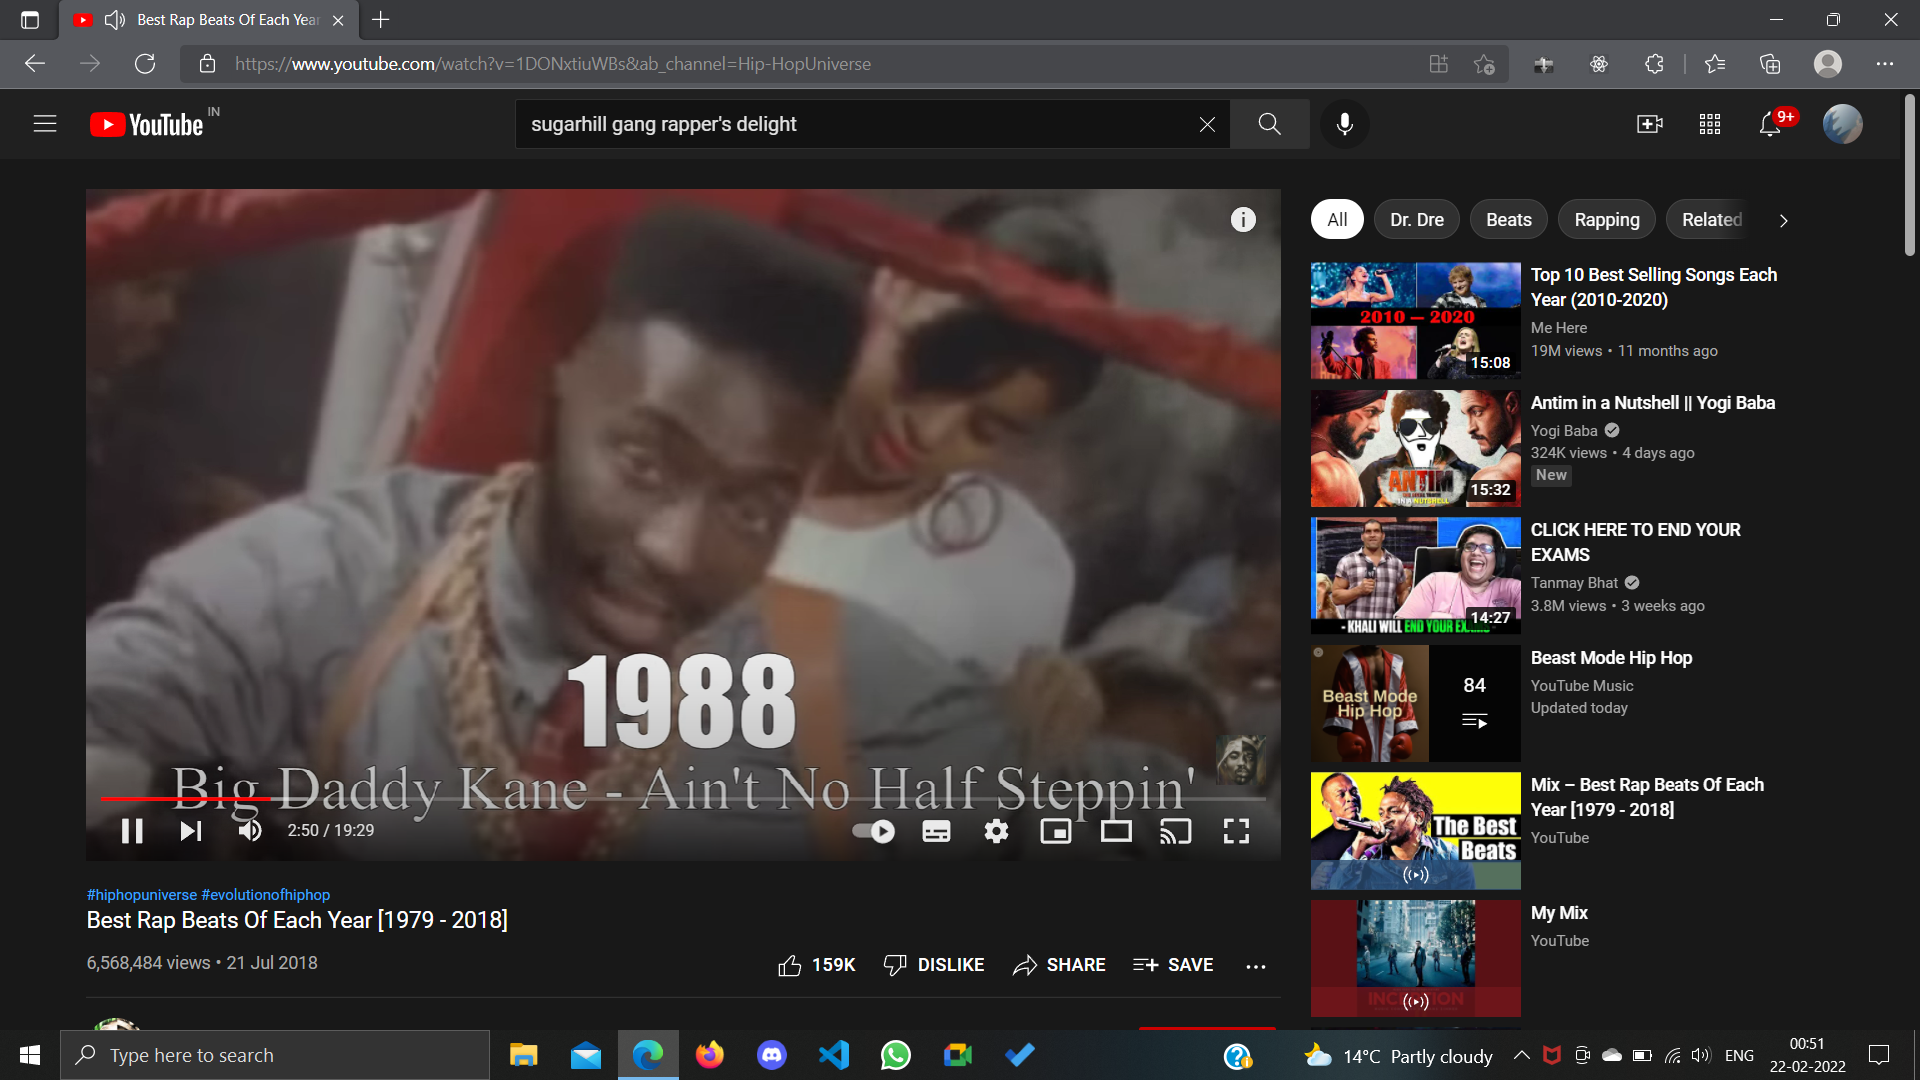 Best Rap Beats Of Each Year
https://www.youtube.com/watch?v=1DONxtiuWBs&ab_channel=Hip-HopUniverse
YouTube IN
sugarhill gang rapper's delight
9+
1988
Big Daddy Kane - Ain't No Half Steppin'
2:50 / 19:29
#hiphopuniverse #evolutionofhiphop
Best Rap Beats Of Each Year [1979 - 2018]
6,568,484 views • 21 Jul 2018
159K DISLIKE SHARE SAVE
All Dr. Dre Beats Rapping Related
2010 — 2020
15:08
Top 10 Best Selling Songs Each
Year (2010-2020)
Me Here
19M views • 11 months ago
ANTIM
IN A NUTSHELL
15:32
Antim in a Nutshell || Yogi Baba
Yogi Baba
324K views • 4 days ago
New
14:27
- KHALI WILL END YOUR
CLICK HERE TO END YOUR
EXAMS
Tanmay Bhat
3.8M views • 3 weeks ago
Beast Mode
Hip Hop
84
Beast Mode Hip Hop
YouTube Music
Updated today
The Best
Beats
Mix – Best Rap Beats Of Each
Year [1979 - 2018]
YouTube
INCEPTION
My Mix
YouTube
Type here to search
14°C Partly cloudy
ENG
00:51
22-02-2022